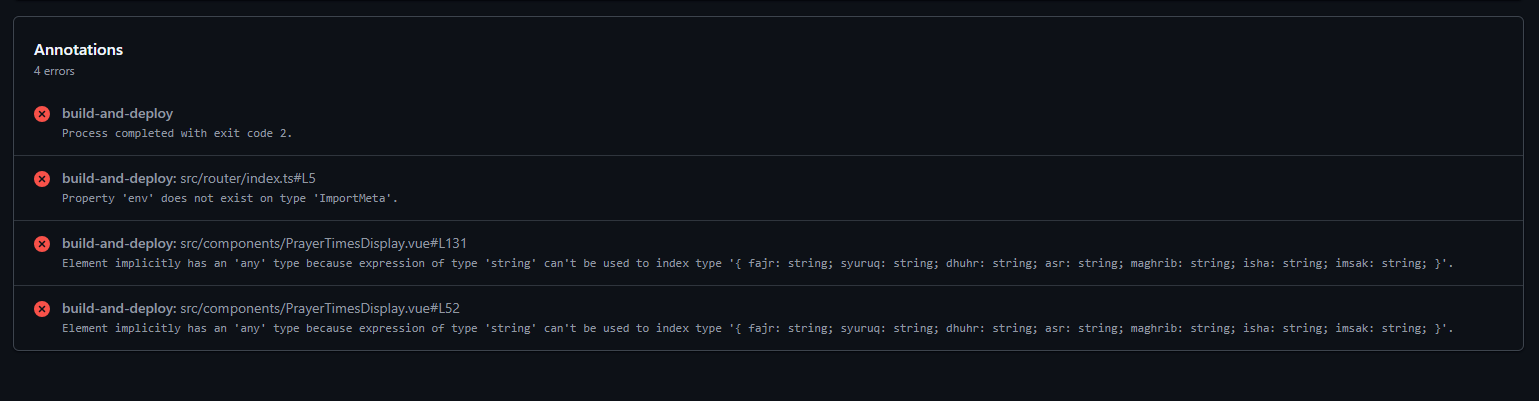 Annotations
4 errors
build-and-deploy
Process completed with exit code 2.
build-and-deploy: src/router/index.ts#L5
Property 'env' does not exist on type 'ImportMeta'.
build-and-deploy: src/components/PrayerTimesDisplay.vue#L131
Element implicitly has an 'any' type because expression of type 'string' can't be used to index type '{ fajr: string; syuruq: string; dhuhr: string; asr: string; maghrib: string; isha: string; imsak: string; }'.
build-and-deploy: src/components/PrayerTimesDisplay.vue#L52
Element implicitly has an 'any' type because expression of type 'string' can't be used to index type '{ fajr: string; syuruq: string; dhuhr: string; asr: string; maghrib: string; isha: string; imsak: string; }'.